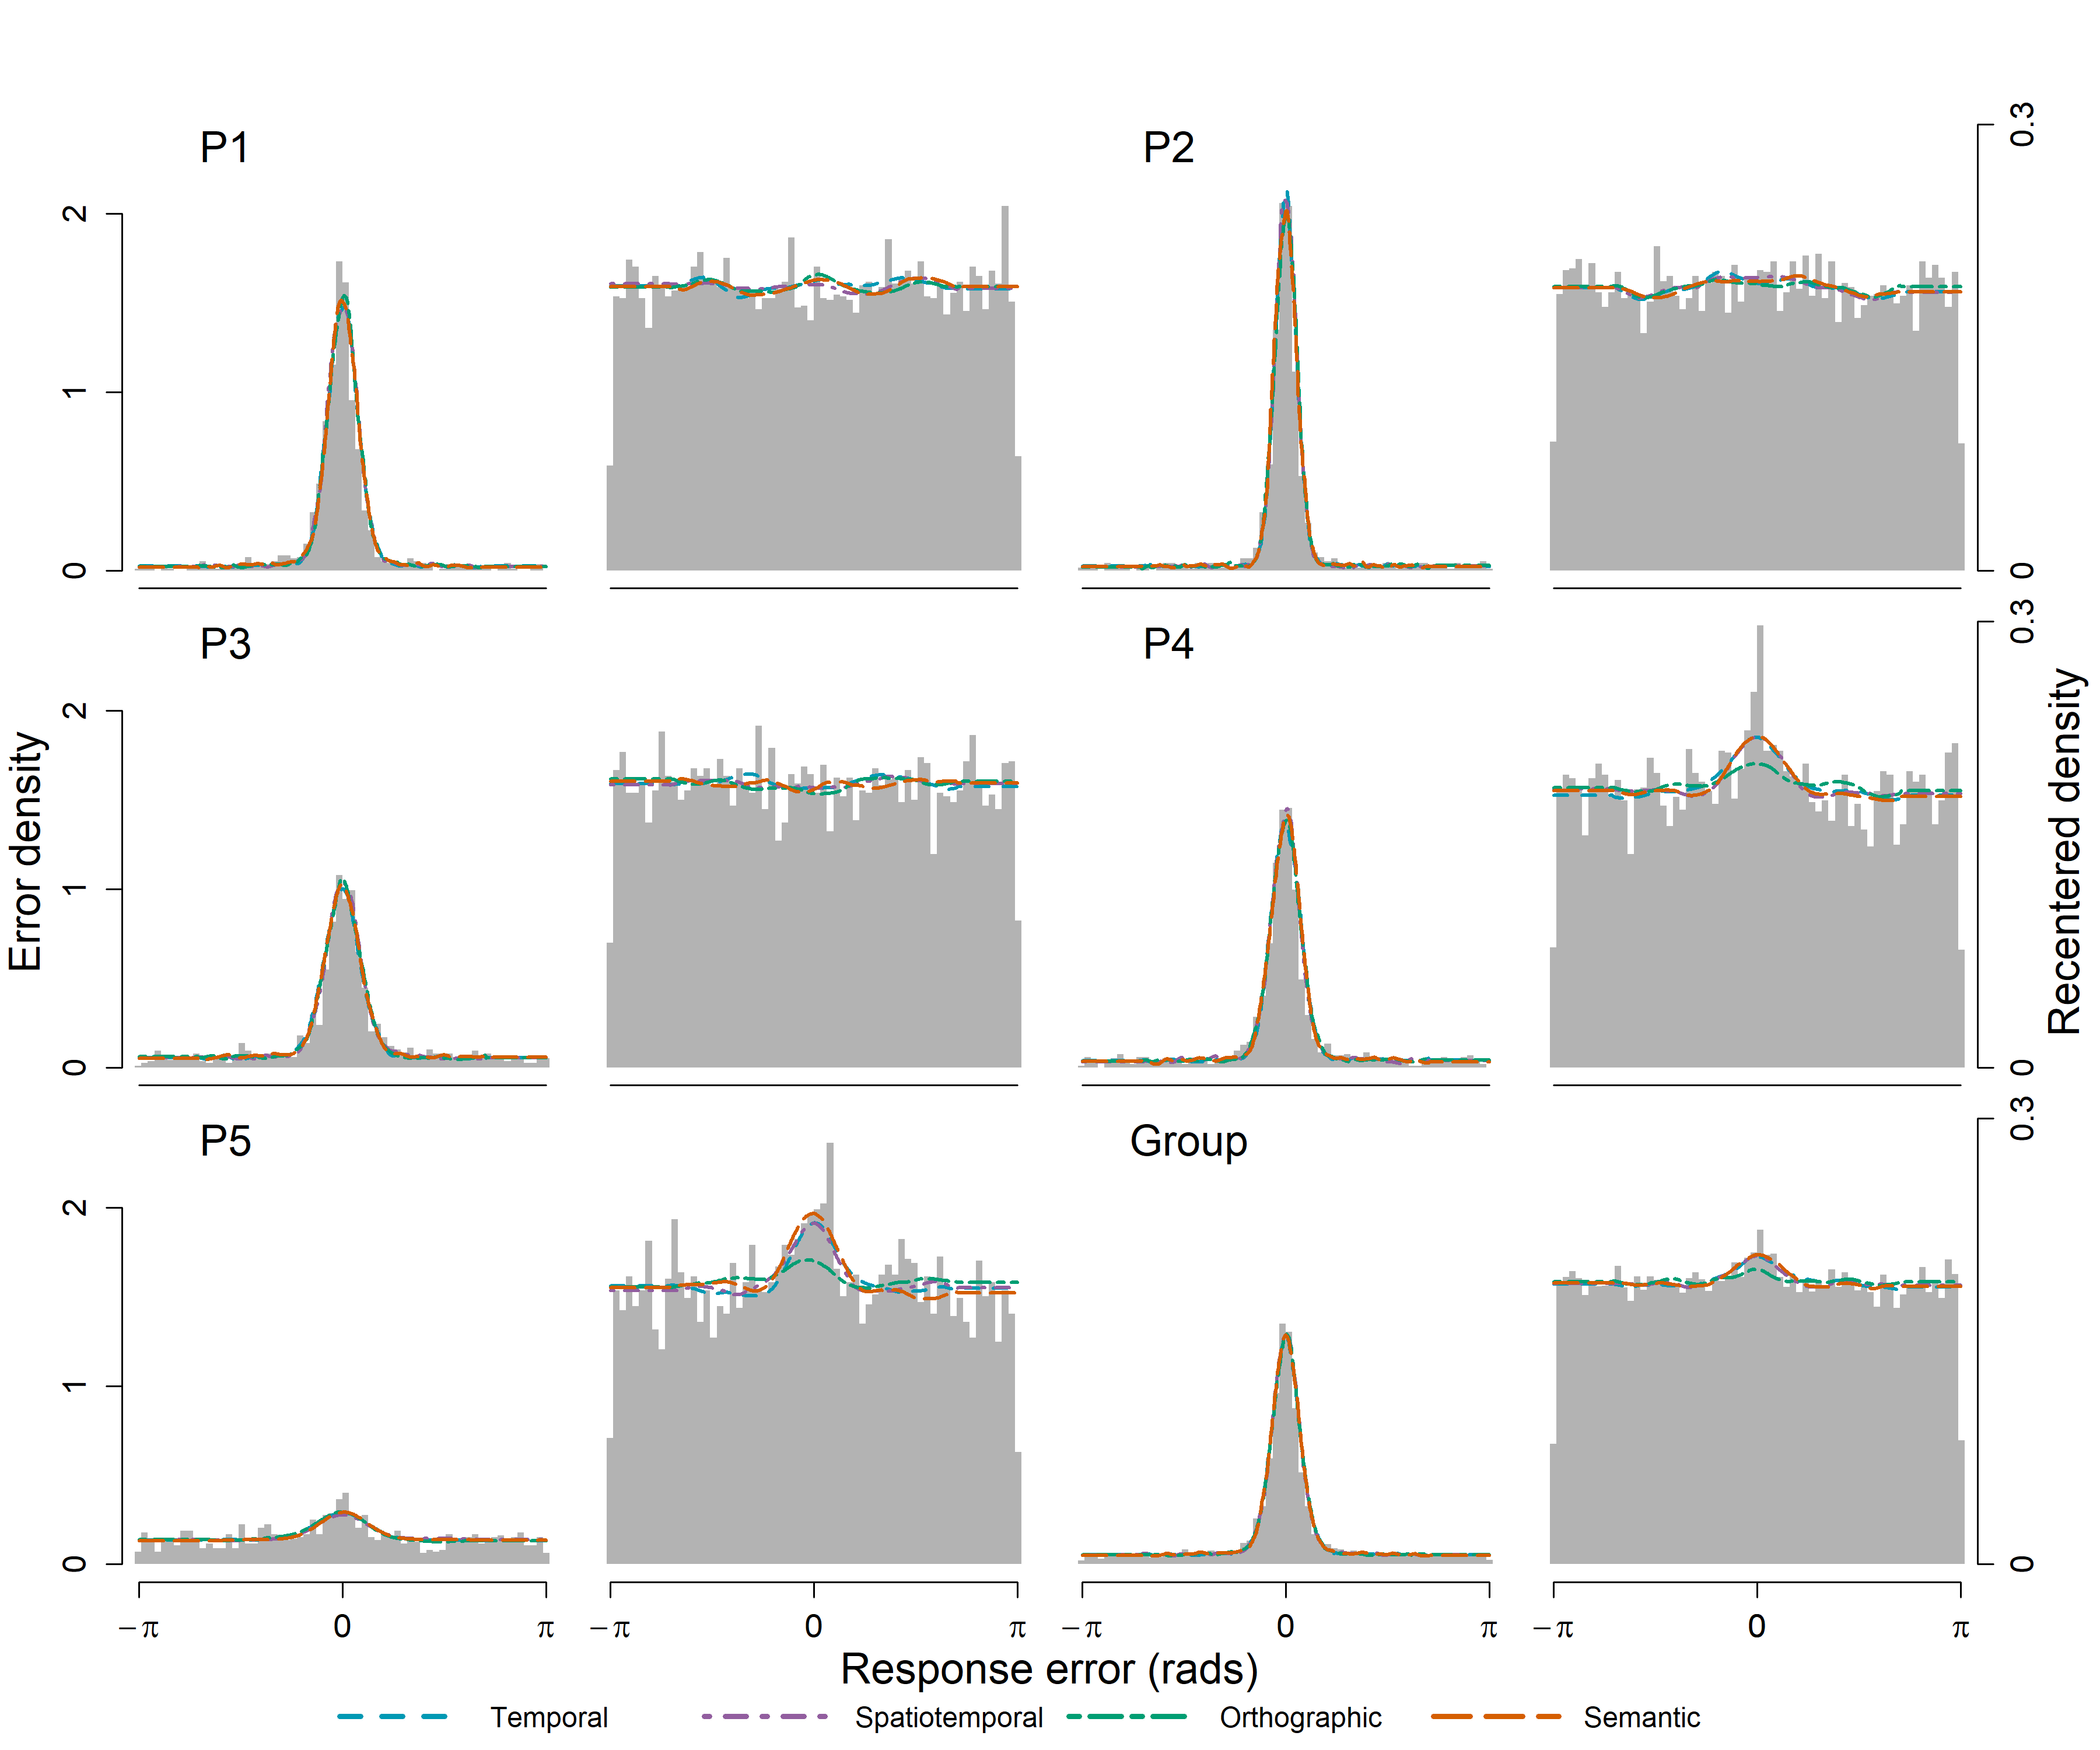 P1
P2
0.3
2
1
0
0
P3
P4
0.3
2
1
0
0
Error density
Recentered density
P5
Group
0.3
2
1
0
0
−π 0 π −π 0 π −π 0 π −π 0 π
Response error (rads)
Temporal Spatiotemporal Orthographic Semantic